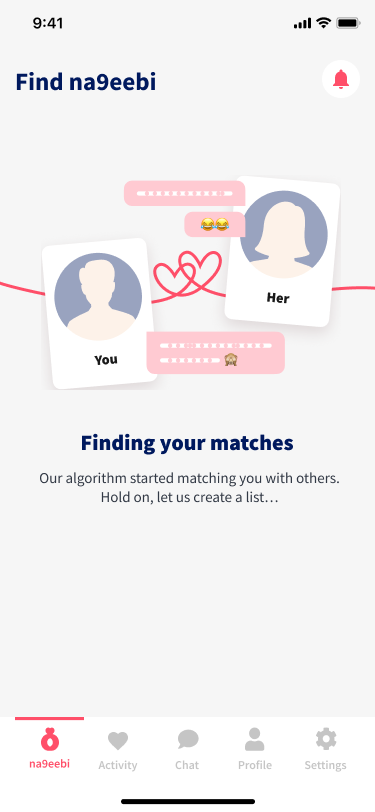 9:41
Find na9eebi
😂😂
Her
You
🙈
Finding your matches
Our algorithm started matching you with others.
Hold on, let us create a list…
na9eebi
Activity
Chat
Profile
Settings